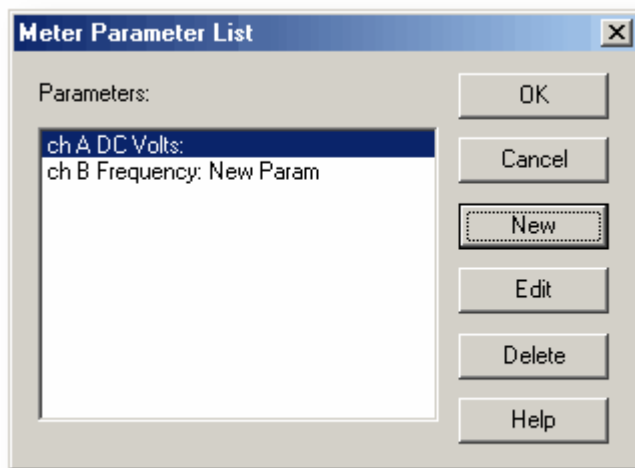 Meter Parameter List
Parameters:
ch A DC Volts:
ch B Frequency: New Param
OK
Cancel
New
Edit
Delete
Help